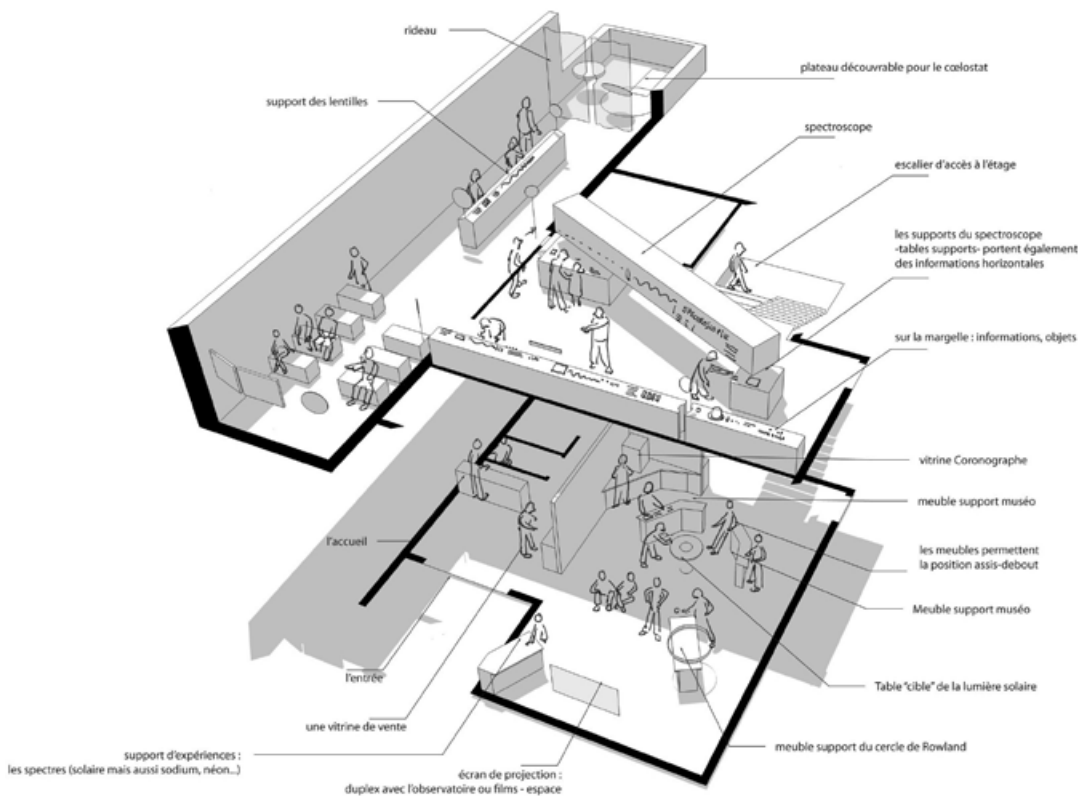 rideau
plateau découvrable pour le cœlostat
support des lentilles
spectroscope
escalier d'accès à l'étage
les supports du spectroscope
-tables supports- portent également
des informations horizontales
sur la margelle : informations, objets
vitrine Coronographe
meuble support muséo
l'accueil
les meubles permettent
la position assis-debout
Meuble support muséo
l'entrée
Table "cible" de la lumière solaire
une vitrine de vente
meuble support du cercle de Rowland
support d'expériences :
les spectres (solaire mais aussi sodium, néon...)
écran de projection :
duplex avec l'observatoire ou films - espace